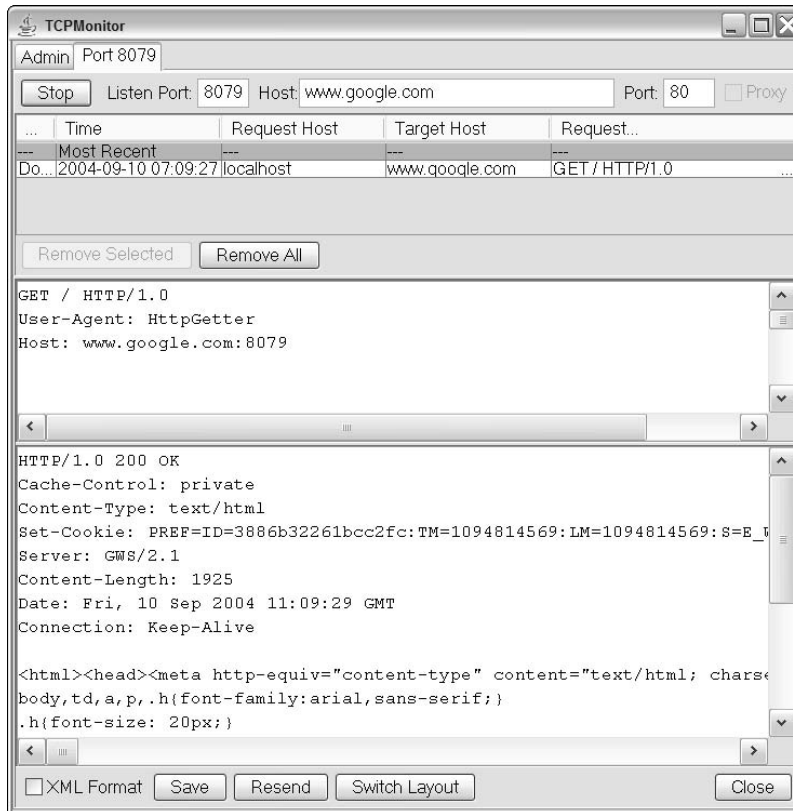 TCPMonitor
Admin Port 8079
Stop Listen Port: 8079 Host: www.google.com Port: 80 Proxy
... Time Request Host Target Host Request...
--- Most Recent --- --- ---
Do... 2004-09-10 07:09:27 localhost www.google.com GET / HTTP/1.0 ...
Remove Selected Remove All
GET / HTTP/1.0
User-Agent: HttpGetter
Host: www.google.com:8079
HTTP/1.0 200 OK
Cache-Control: private
Content-Type: text/html
Set-Cookie: PREF=ID=3886b32261bcc2fc:TM=1094814569:LM=1094814569:S=E_
Server: GWS/2.1
Content-Length: 1925
Date: Fri, 10 Sep 2004 11:09:29 GMT
Connection: Keep-Alive
<html><head><meta http-equiv="content-type" content="text/html; charse
body,td,a,p,.h{font-family:arial,sans-serif;}
.h{font-size: 20px;}
XML Format Save Resend Switch Layout Close